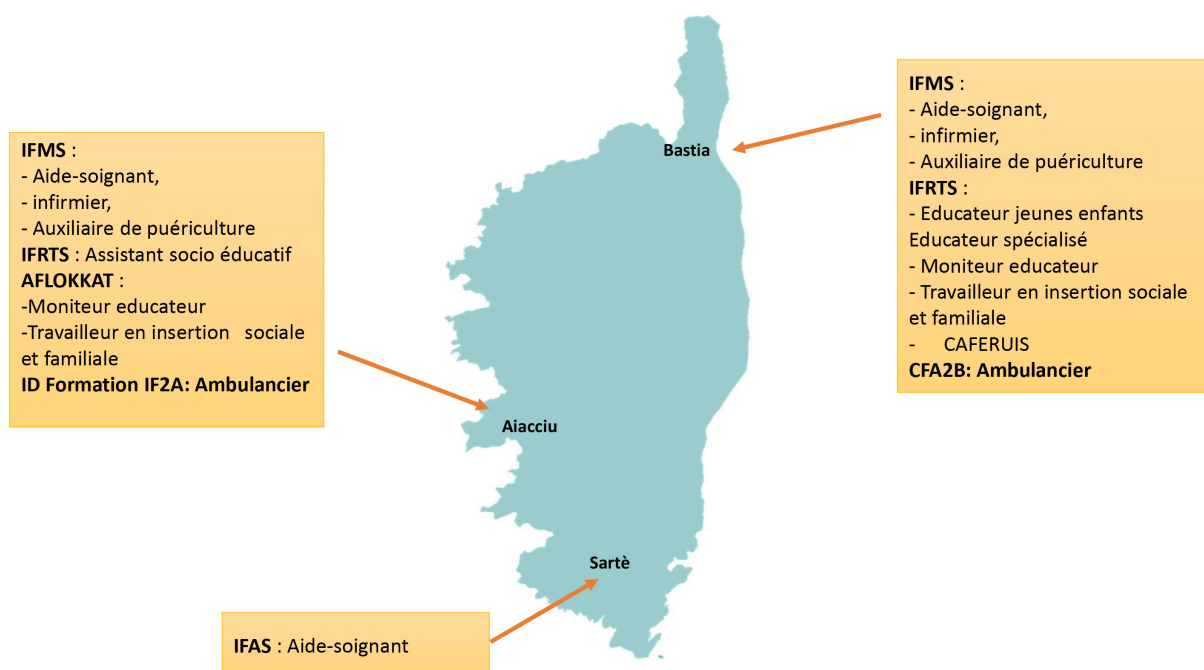 IFMS :
- Aide-soignant,
- infirmier,
- Auxiliaire de puériculture
IFRTS : Assistant socio éducatif
AFLOKKAT :
-Moniteur educateur
-Travailleur en insertion sociale
et familiale
ID Formation IF2A: Ambulancier
Bastia
Aiacciu
Sartè
IFMS :
- Aide-soignant,
- infirmier,
- Auxiliaire de puériculture
IFRTS :
- Educateur jeunes enfants
Educateur spécialisé
- Moniteur educateur
- Travailleur en insertion sociale
et familiale
- CAFERUIS
CFA2B: Ambulancier
IFAS : Aide-soignant